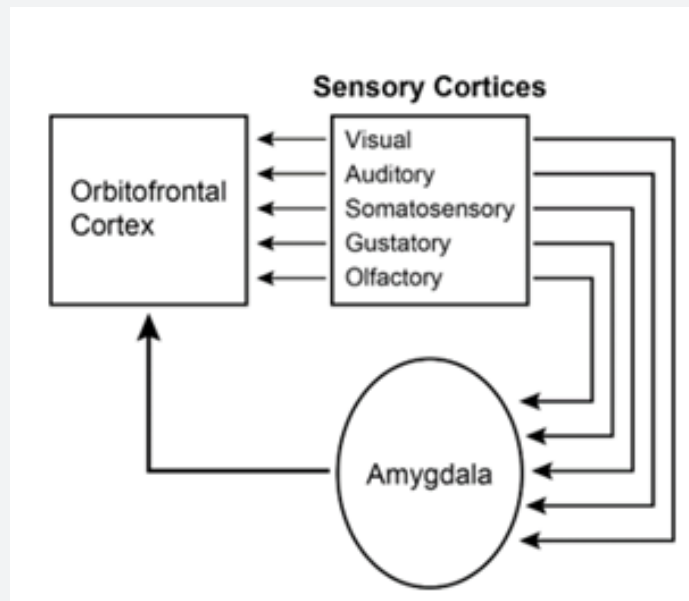 Sensory Cortices
Orbitofrontal
Cortex
Visual
Auditory
Somatosensory
Gustatory
Olfactory
Amygdala